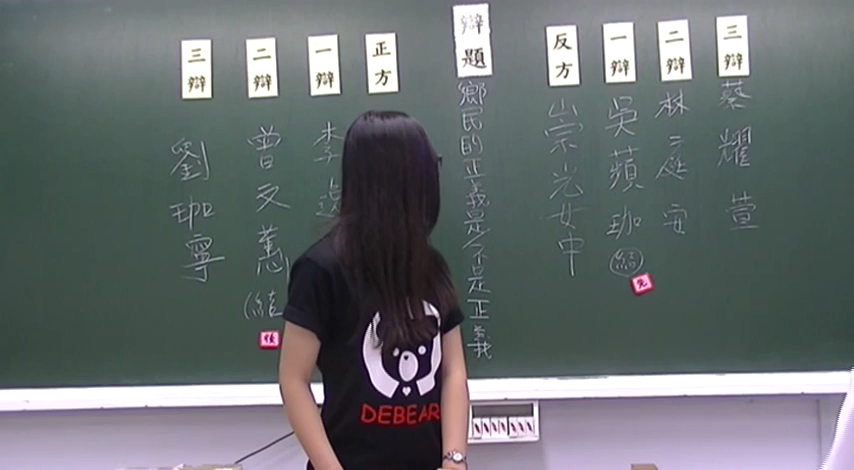 三辯
蔡耀萱
二辯
林庭安
一辯
吳蘋珈
結
先
反方
崇光女中
辯題
鄉民的正義是不是正義
正方
一辯
李
二辯
曾文蕙
(結
後
三辯
劉珈寧
DEBEAR